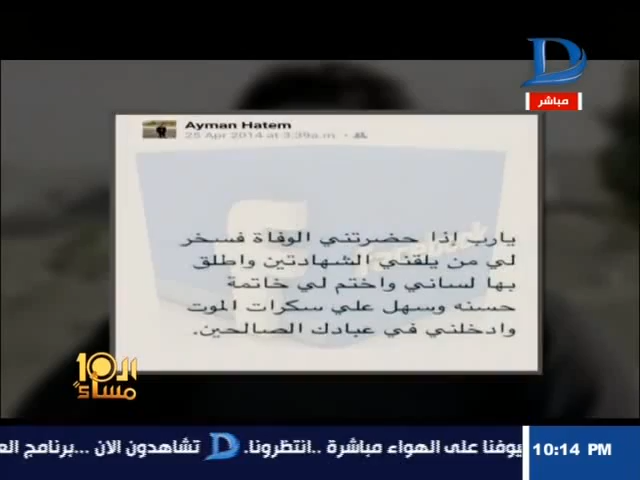 مباشر
Ayman Hatem
25 Apr 2014 at 3:39a.m.
facebook
يارب إذا حضرتني الوفاة فسخر
لي من يلقني الشهادتين واطلق
بها لساني واختم لي خاتمة
حسنه وسهل علي سكرات الموت
وادخلني في عبادك الصالحين.
الـ10
مساءً
يوفنا على الهواء مباشرة ..انتظرونا. تشاهدون الان ...برنامج الع
10:14 PM